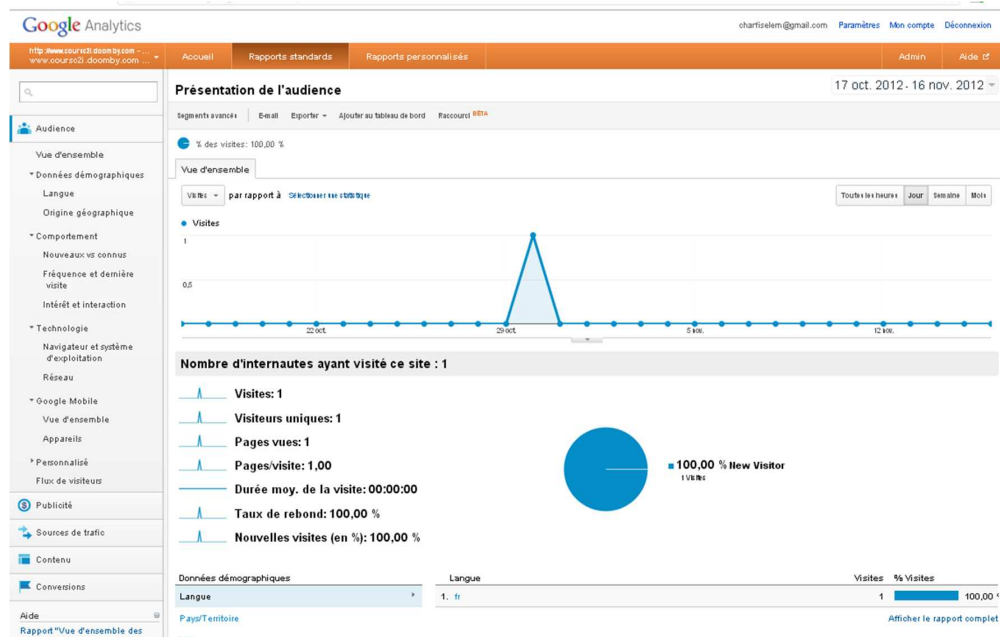 Google Analytics
chartiselem@gmail.com Paramètres Mon compte Déconnexion
http://www.coursc2i.doomby.com - ...
www.coursc2i.doomby.com ...
Accueil Rapports standards Rapports personnalisés Admin Aide
Présentation de l'audience
17 oct. 2012 - 16 nov. 2012
Segments avancés E-mail Exporter Ajouter au tableau de bord Raccourci BÊTA
% des visites: 100,00 %
Vue d'ensemble
Visites par rapport à Sélectionner une statistique
Toutes les heures Jour Semaine Mois
Visites
1
0,5
22 oct. 29 oct. 5 nov. 12 nov.
Audience
Vue d'ensemble
Données démographiques
Langue
Origine géographique
Comportement
Nouveaux vs connus
Fréquence et dernière
visite
Intérêt et interaction
Technologie
Navigateur et système
d'exploitation
Réseau
Google Mobile
Vue d'ensemble
Appareils
Personnalisé
Flux de visiteurs
Publicité
Sources de trafic
Contenu
Conversions
Aide
Rapport "Vue d'ensemble des
Nombre d'internautes ayant visité ce site : 1
Visites: 1
Visiteurs uniques: 1
Pages vues: 1
Pages/visite: 1,00
Durée moy. de la visite: 00:00:00
Taux de rebond: 100,00 %
Nouvelles visites (en %): 100,00 %
100,00 % New Visitor
1 Visites
Données démographiques
Langue
Pays/Territoire
Langue Visites % Visites
1. fr 1 100,00 %
Afficher le rapport complet